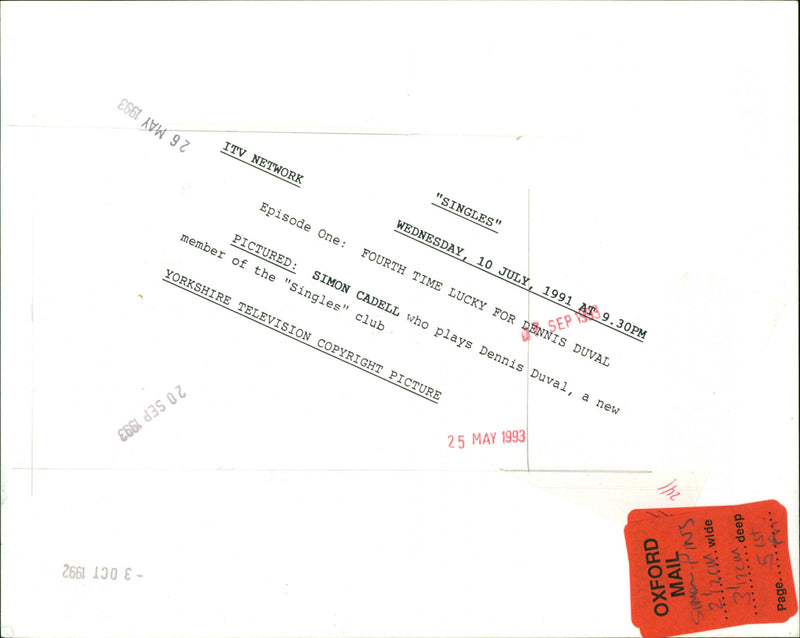 26 MAY 1993
ITV NETWORK
"SINGLES"
WEDNESDAY, 10 JULY, 1991 AT 9.30PM
Episode One: FOURTH TIME LUCKY FOR DENNIS DUVAL
PICTURED: SIMON CADELL who plays Dennis Duval, a new
member of the "Singles" club
YORKSHIRE TELEVISION COPYRIGHT PICTURE
SEP 1993
20 SEP 1993
25 MAY 1993
- 3 OCT 1992
OXFORD
MAIL
wide
deep
Page
5